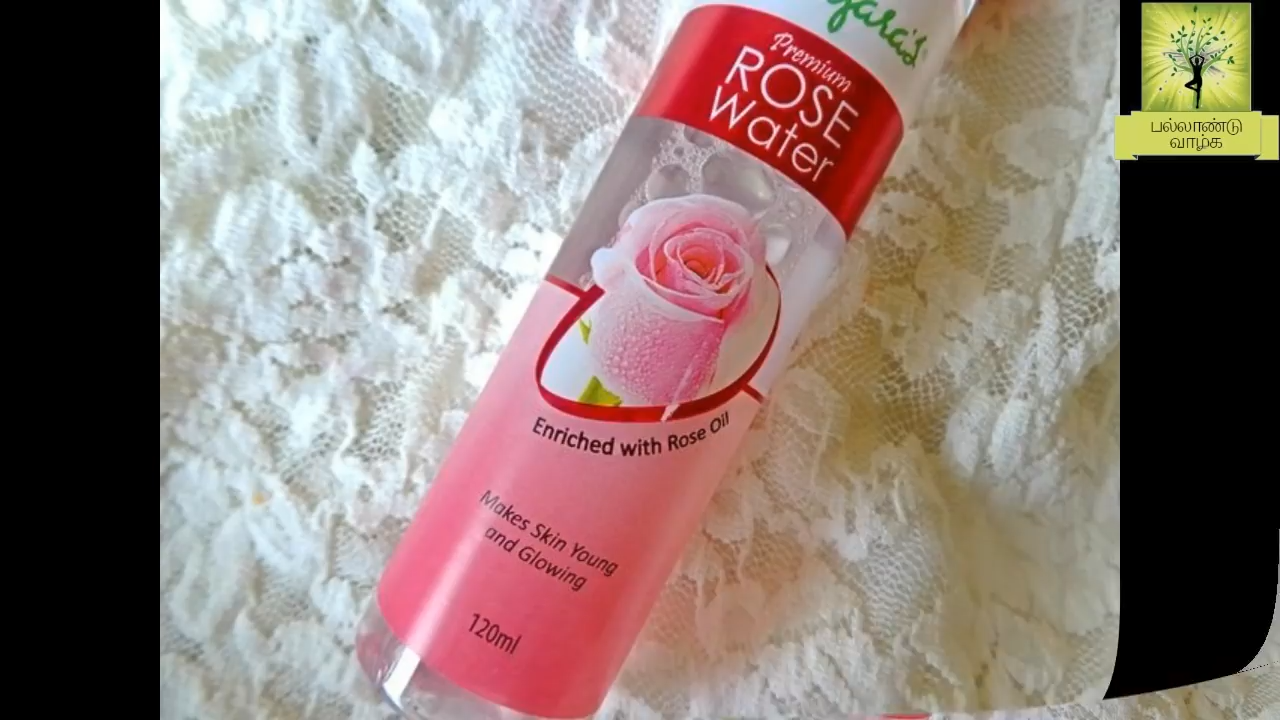 Premium
ROSE
Water
Enriched with Rose Oil
Makes Skin Young
and Glowing
120ml
பல்லாண்டு
வாழ்க